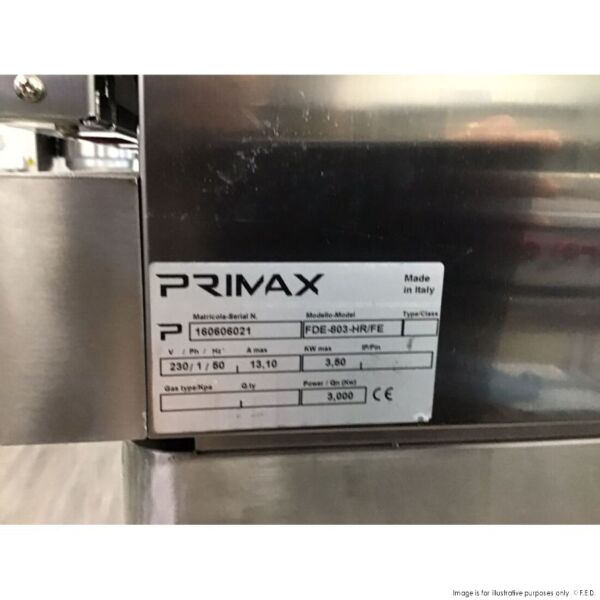 PRIMAX
Made
in Italy
Matricola-Serial N.
Modello-Model
Type/Class
P
160606021
FDE-803-HR/FE
V / Ph / Hz
A max
KW max
IP/Pin
230/1/50
13,10
3,50
Gas type/Kpa
Q.ty
Power / Qn (Kw)
3,000
CE
Image is for illustrative purposes only © F.E.D.